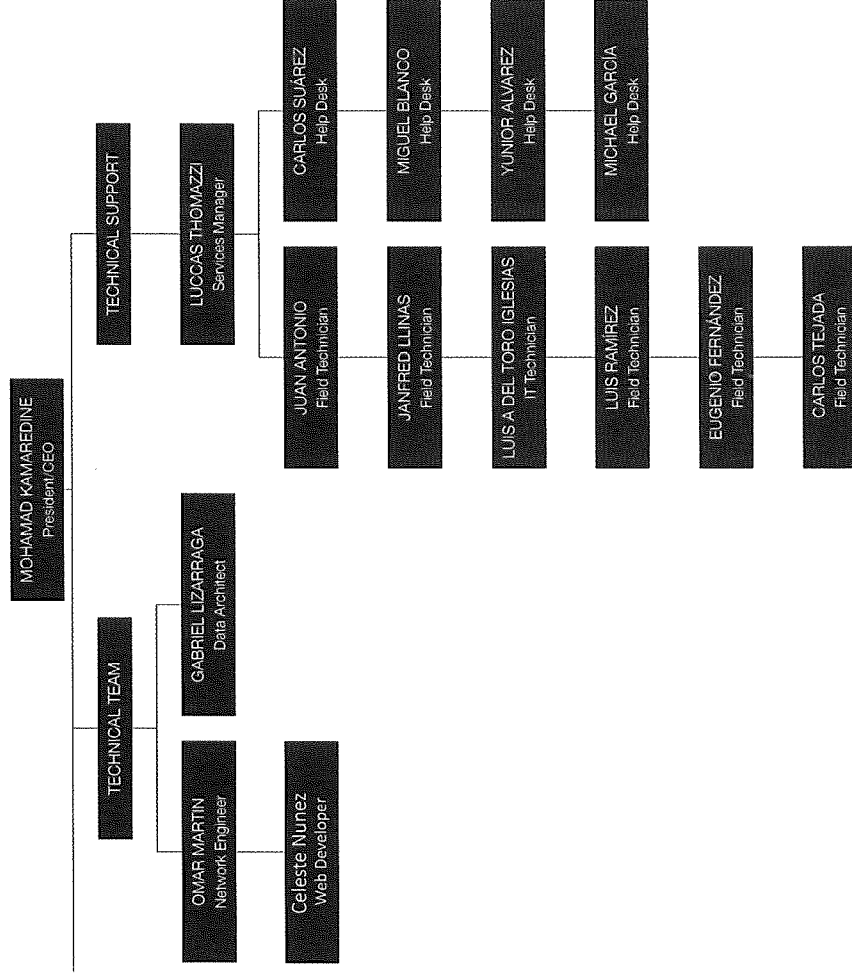 MOHAMAD KAMAREDINE
President/CEO
TECHNICAL TEAM
OMAR MARTIN
Network Engineer
Celeste Nunez
Web Developer
GABRIEL LIZARRAGA
Data Architect
TECHNICAL SUPPORT
LUCCAS THOMAZZI
Services Manager
JUAN ANTONIO
Field Technician
JANFRED LLINAS
Field Technician
LUIS A DEL TORO IGLESIAS
IT Technician
LUIS RAMÍREZ
Field Technician
EUGENIO FERNÁNDEZ
Field Technician
CARLOS TEJADA
Field Technician
CARLOS SUÁREZ
Help Desk
MIGUEL BLANCO
Help Desk
YUNIOR ALVAREZ
Help Desk
MICHAEL GARCÍA
Help Desk